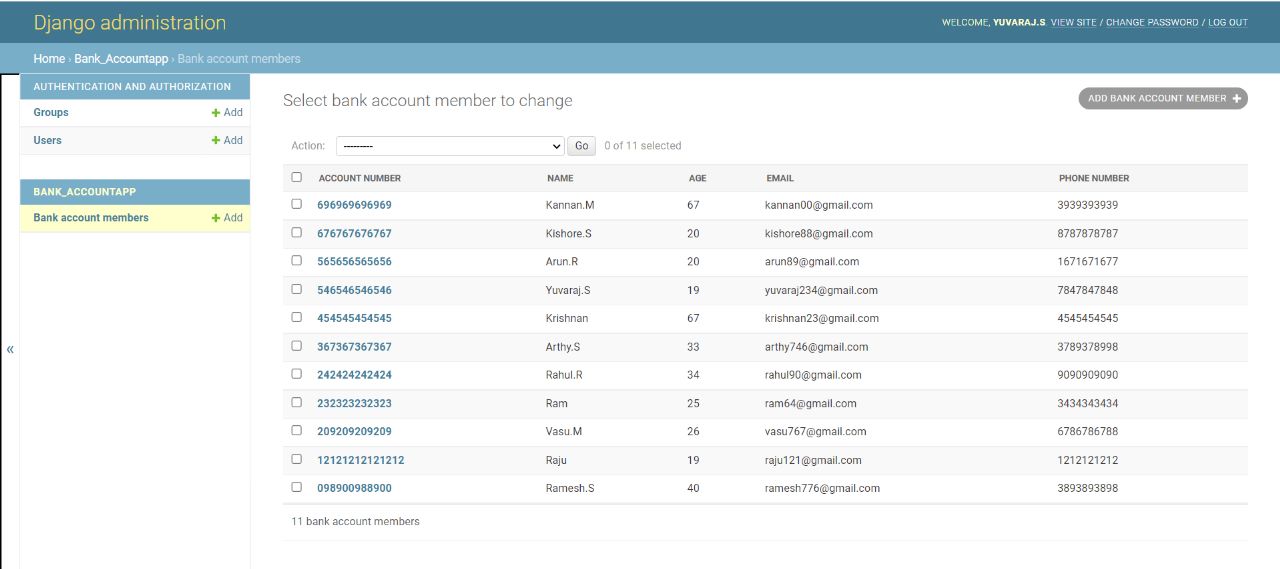 Django administration
WELCOME, YUVARAJ.S. VIEW SITE / CHANGE PASSWORD / LOG OUT
Home › Bank_Accountapp › Bank account members
AUTHENTICATION AND AUTHORIZATION
Groups + Add
Users + Add
BANK_ACCOUNTAPP
Bank account members + Add
«
Select bank account member to change
ADD BANK ACCOUNT MEMBER +
Action: --------- Go 0 of 11 selected
ACCOUNT NUMBER NAME AGE EMAIL PHONE NUMBER
696969696969 Kannan.M 67 kannan00@gmail.com 3939393939
676767676767 Kishore.S 20 kishore88@gmail.com 8787878787
565656565656 Arun.R 20 arun89@gmail.com 1671671677
546546546546 Yuvaraj.S 19 yuvaraj234@gmail.com 7847847848
454545454545 Krishnan 67 krishnan23@gmail.com 4545454545
367367367367 Arthy.S 33 arthy746@gmail.com 3789378998
242424242424 Rahul.R 34 rahul90@gmail.com 9090909090
232323232323 Ram 25 ram64@gmail.com 3434343434
209209209209 Vasu.M 26 vasu767@gmail.com 6786786788
12121212121212 Raju 19 raju121@gmail.com 1212121212
098900988900 Ramesh.S 40 ramesh776@gmail.com 3893893898
11 bank account members